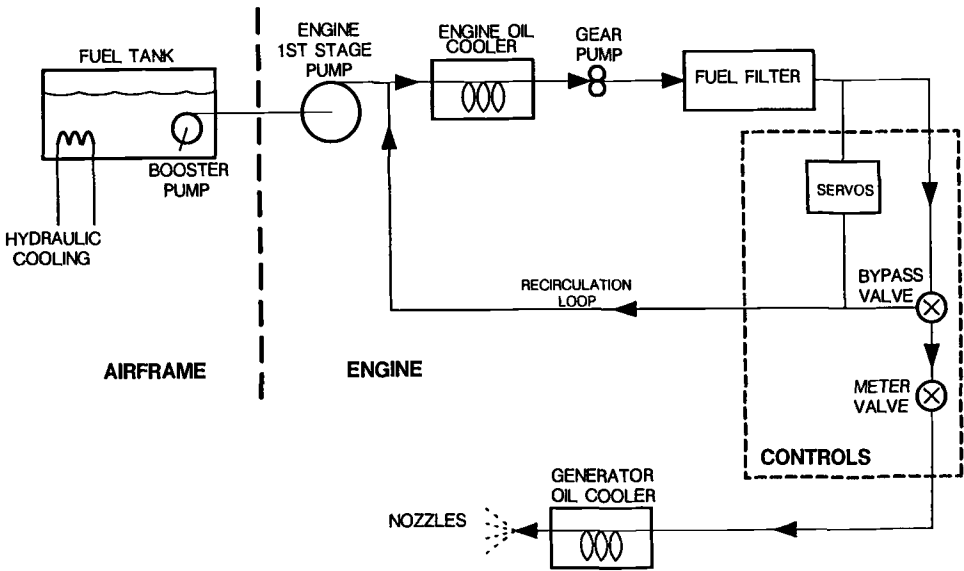 FUEL TANK
BOOSTER
PUMP
HYDRAULIC
COOLING
AIRFRAME
ENGINE
1ST STAGE
PUMP
ENGINE OIL
COOLER
GEAR
PUMP
FUEL FILTER
SERVOS
BYPASS
VALVE
RECIRCULATION
LOOP
ENGINE
METER
VALVE
CONTROLS
GENERATOR
OIL COOLER
NOZZLES